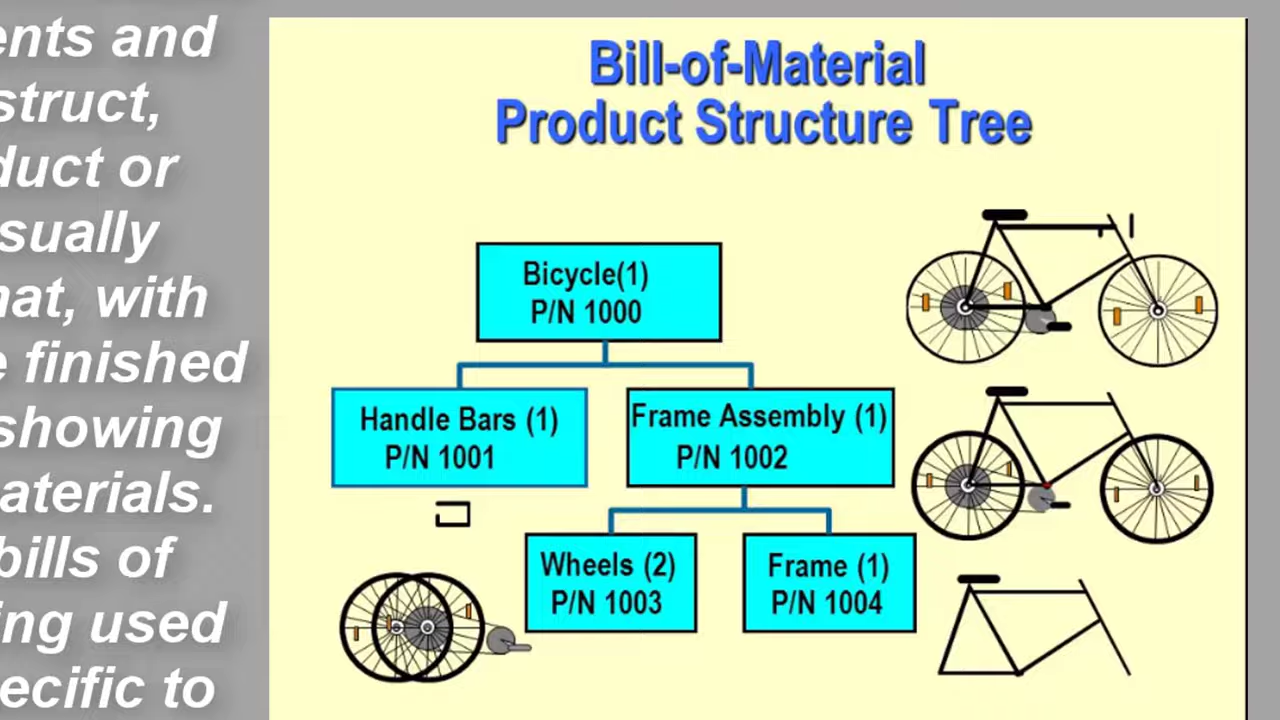 ents and
struct,
duct or
sually
nat, with
e finished
showing
aterials.
bills of
ing used
ecific to
Bill-of-Material
Product Structure Tree
Bicycle(1)
P/N 1000
Handle Bars (1)
P/N 1001
Frame Assembly (1)
P/N 1002
Wheels (2)
P/N 1003
Frame (1)
P/N 1004